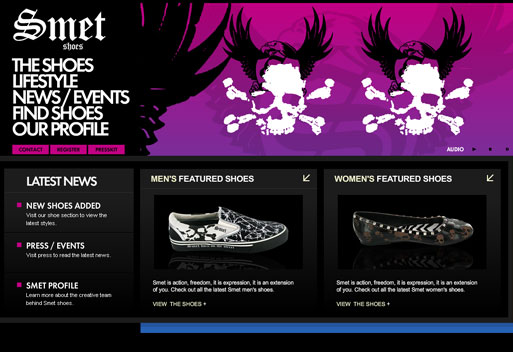 Smet
shoes
THE SHOES
LIFESTYLE
NEWS / EVENTS
FIND SHOES
OUR PROFILE
CONTACT REGISTER PRESSKIT
AUDIO
LATEST NEWS
NEW SHOES ADDED
Visit our shoe section to view the
latest styles.
PRESS / EVENTS
Visit press to read the latest news.
SMET PROFILE
Learn more about the creative team
behind Smet shoes.
MEN'S FEATURED SHOES
Smet is action, freedom, it is expression, it is an extension
of you. Check out all the latest Smet men's shoes.
VIEW THE SHOES +
WOMEN'S FEATURED SHOES
Smet is action, freedom, it is expression, it is an extension
of you. Check out all the latest Smet women's shoes.
VIEW THE SHOES +